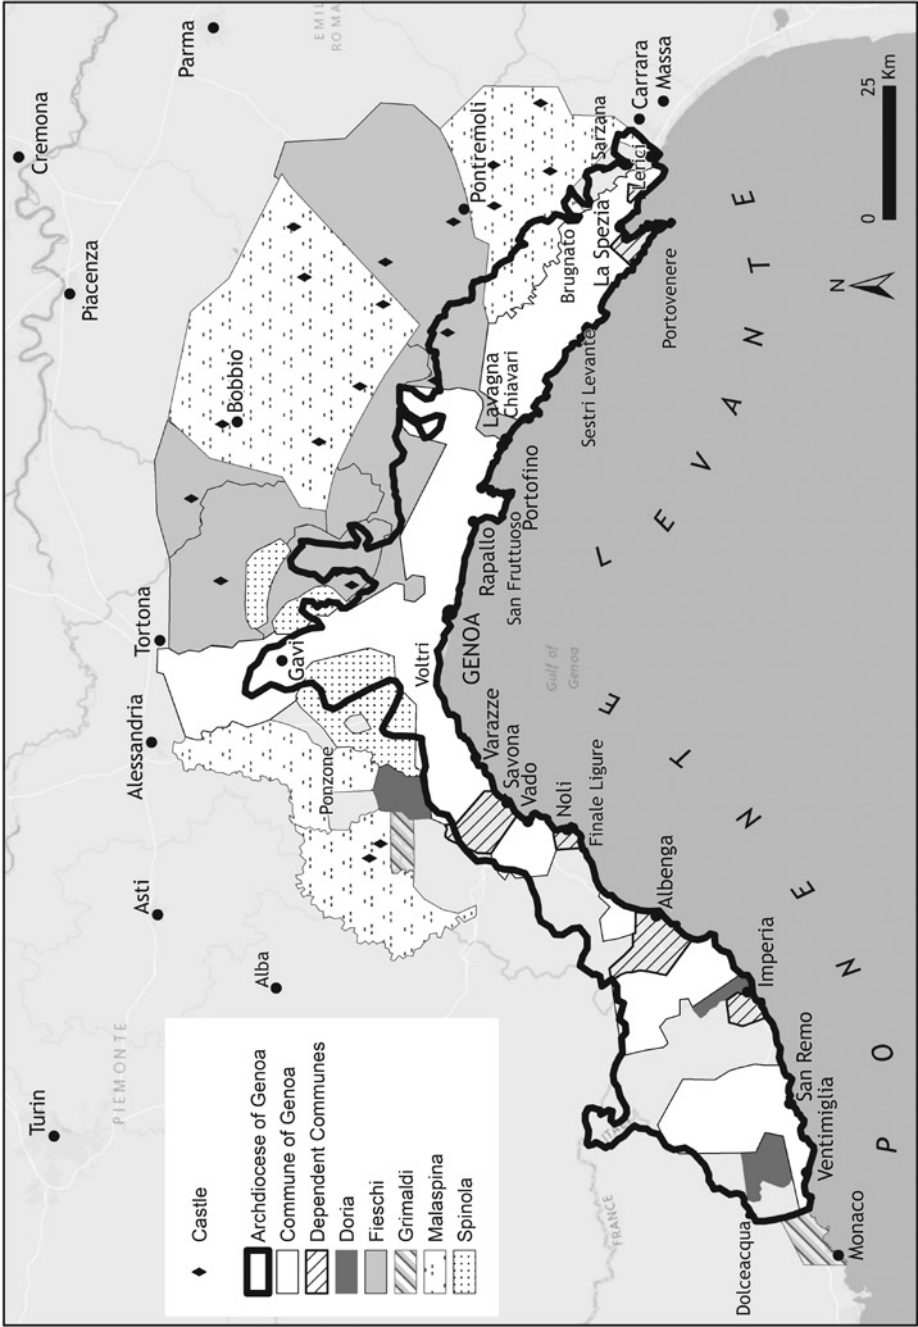 Turin
PIEMONTE
Asti
Alba
Alessandria
Tortona
Piacenza
Cremona
Parma
EMIL
ROMA
Castle
Archdiocese of Genoa
Commune of Genoa
Dependent Communes
Doria
Fieschi
Grimaldi
Malaspina
Spinola
Bobbio
Pontremoli
Gavi
Ponzone
Voltri
GENOA
Rapallo
San Fruttuoso
Portofino
Lavagna
Chiavari
Sestri Levante
Brugnato
La Spezia
Portovenere
Sarzana
Lerici
Carrara
Massa
Varazze
Savona
Vado
Noli
Finale Ligure
Albenga
Imperia
San Remo
Ventimiglia
Dolceacqua
Monaco
FRANCE
Gulf of
Genoa
PONENTE
LEVANTE
N
0 25
Km